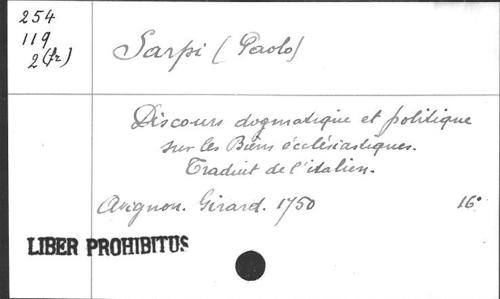 254
119
2 (fr)
Sarpi (Paolo)
Discours dogmatique et politique
sur les Biens écclésiastiques.
Traduit de l'italien.
Avignon. Girard. 1750 16°
LIBER PROHIBITUS